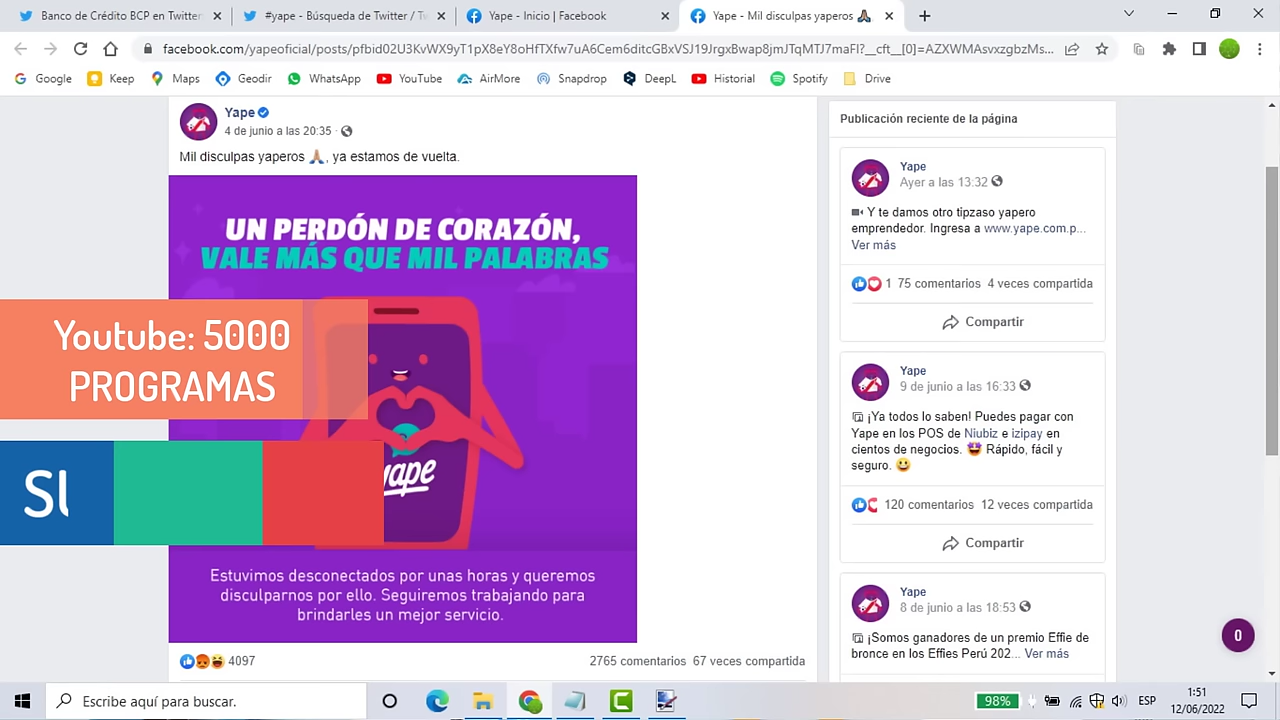 Banco de Crédito BCP en Twitter
#yape - Búsqueda de Twitter / Tw
Yape - Inicio | Facebook
Yape - Mil disculpas yaperos 🙏
facebook.com/yapeoficial/posts/pfbid02U3KvWX9yT1pX8eY8oHfTXfw7uA6Cem6ditcGBxVSJ19JrgxBwap8jmJTqMTJ7maFl?__cft__[0]=AZXWMAsvxzgbzMs...
Google
Keep
Maps
Geodir
WhatsApp
YouTube
AirMore
Snapdrop
DeepL
Historial
Spotify
Drive
Yape
4 de junio a las 20:35 ·
Mil disculpas yaperos 🙏, ya estamos de vuelta.
UN PERDÓN DE CORAZÓN,
VALE MÁS QUE MIL PALABRAS
Youtube: 5000
PROGRAMAS
yape
Estuvimos desconectados por unas horas y queremos
disculparnos por ello. Seguiremos trabajando para
brindarles un mejor servicio.
4097
2765 comentarios 67 veces compartida
Publicación reciente de la página
Yape
Ayer a las 13:32
Y te damos otro tipzaso yapero
emprendedor. Ingresa a www.yape.com.p...
Ver más
1 75 comentarios 4 veces compartida
Compartir
Yape
9 de junio a las 16:33
¡Ya todos lo saben! Puedes pagar con
Yape en los POS de Niubiz e izipay en
cientos de negocios. 🤩 Rápido, fácil y
seguro. 😃
120 comentarios 12 veces compartida
Compartir
Yape
8 de junio a las 18:53
¡Somos ganadores de un premio Effie de
bronce en los Effies Perú 202... Ver más
0
Escribe aquí para buscar.
98%
ESP
1:51
12/06/2022